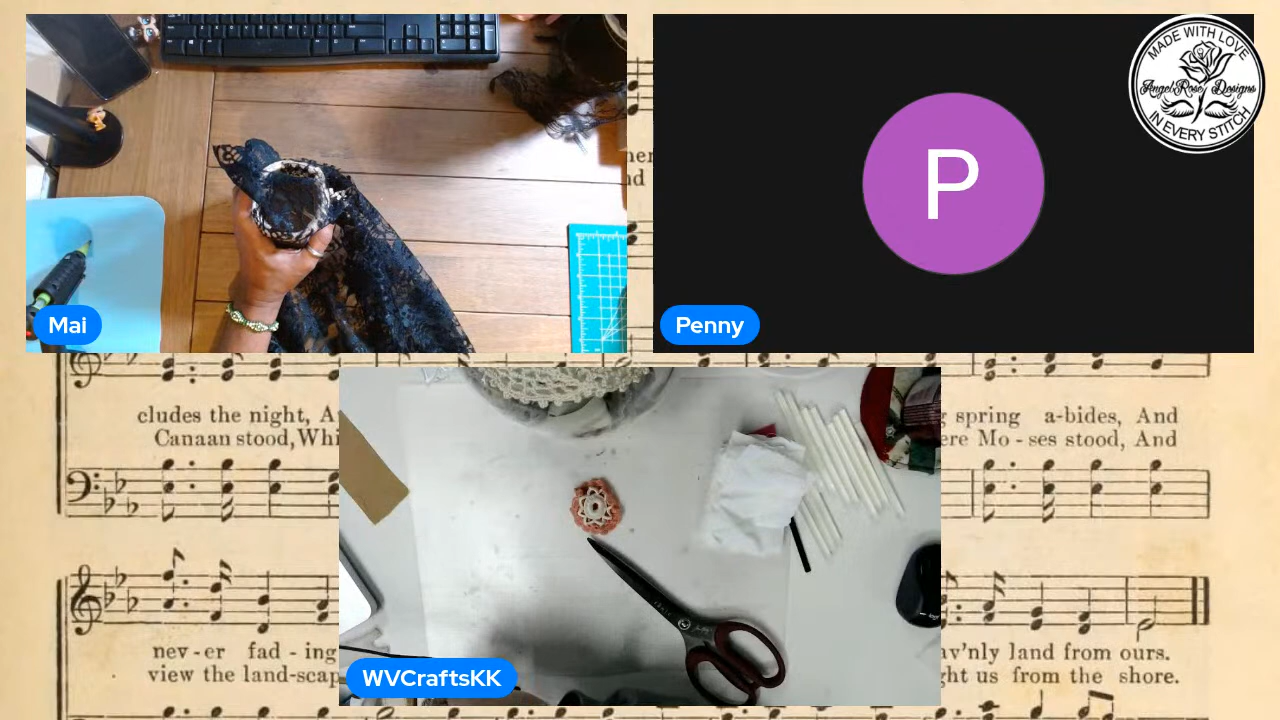 MADE WITH LOVE
AngelRose Designs
IN EVERY STITCH
P
Mai
Penny
cludes the night, A
spring a-bides, And
Canaan stood, Whi
ere Mo - ses stood, And
WVCraftsKK
nev - er fad - ing
av'nly land from ours.
view the land-scap
ght us from the shore.